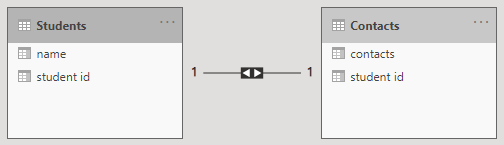 Students
name
student id
1
1
Contacts
contacts
student id